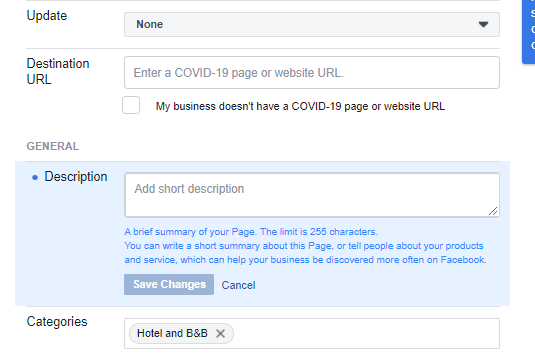 Update
None
Destination
URL
Enter a COVID-19 page or website URL.
My business doesn't have a COVID-19 page or website URL
GENERAL
Description
Add short description
A brief summary of your Page. The limit is 255 characters.
You can write a short summary about this Page, or tell people about your products
and service, which can help your business be discovered more often on Facebook.
Save Changes Cancel
Categories
Hotel and B&B